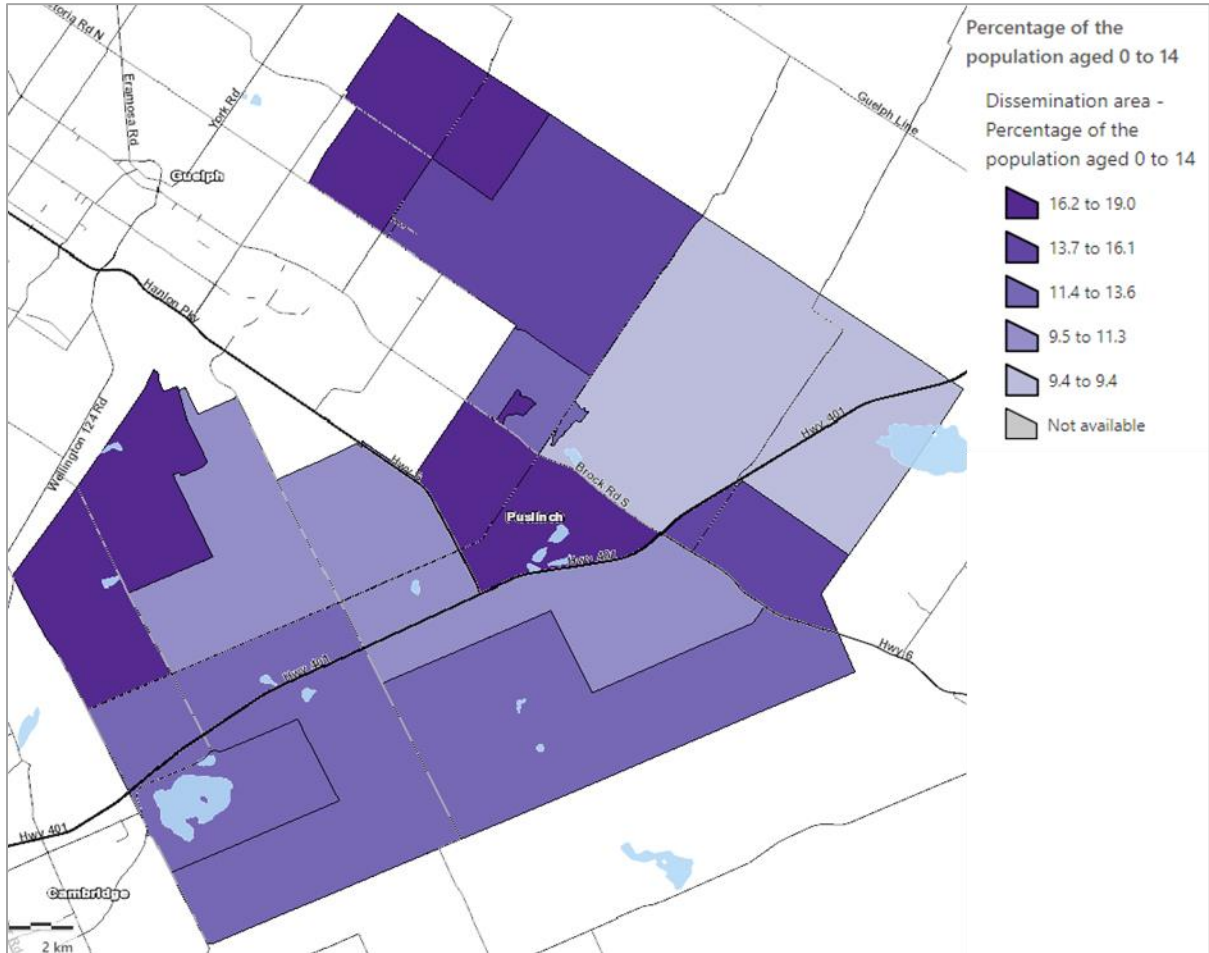 toria Rd N
Eramosa Rd
York Rd
Guelph
Guelph Line
Hanlon Pky
Wellington 124 Rd
Hwy 6
Hwy 401
Brock Rd S
Puslinch
Hwy 401
Hwy 401
Hwy 6
Hwy 401
Cambridge
2 km
Percentage of the
population aged 0 to 14
Dissemination area -
Percentage of the
population aged 0 to 14
16.2 to 19.0
13.7 to 16.1
11.4 to 13.6
9.5 to 11.3
9.4 to 9.4
Not available